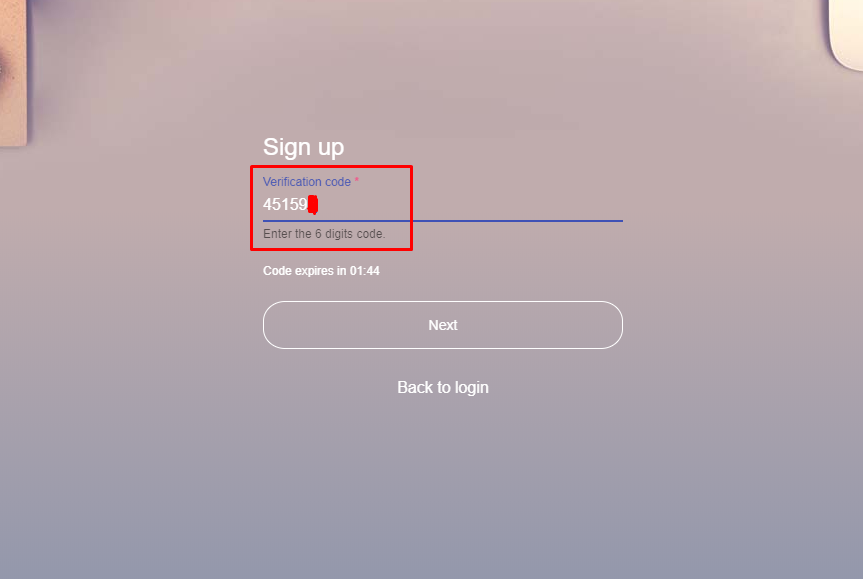 Sign up
Verification code *
45159
Enter the 6 digits code.
Code expires in 01:44
Next
Back to login